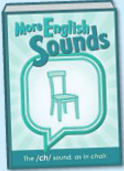 More English
Sounds
The /ch/ sound, as in chair.